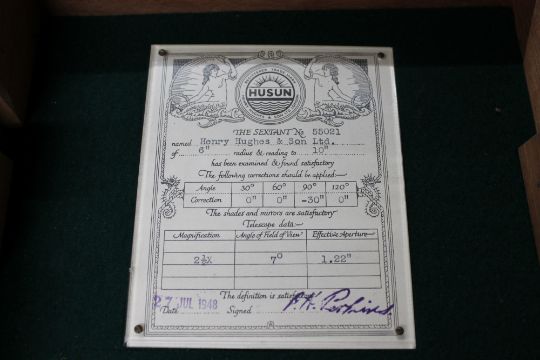 REGISTERED TRADE MARK
HUSUN
THE SEXTANT No 55021
named Henry Hughes & Son Ltd.
of 6" radius & reading to 10"
has been examined & found satisfactory
The following corrections should be applied:-
Angle 30° 60° 90° 120°
Correction 0" 0" -30" 0"
The shades and mirrors are satisfactory
Telescope data:-
Magnification Angle of Field of View Effective Aperture
2½X 7° 1.22"
The definition is satisfactory
27 JUL 1948
Date Signed